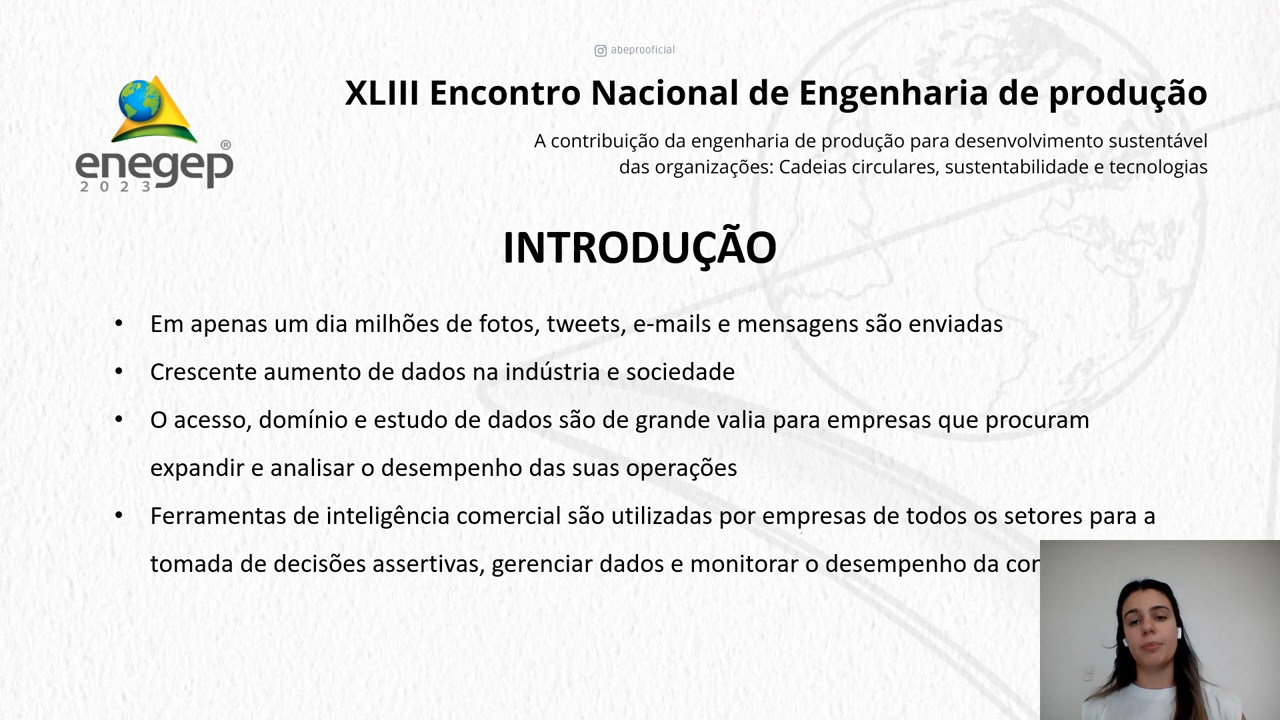 abeprooficial
XLIII Encontro Nacional de Engenharia de produção
A contribuição da engenharia de produção para desenvolvimento sustentável
das organizações: Cadeias circulares, sustentabilidade e tecnologias
enegep®
2023
INTRODUÇÃO
• Em apenas um dia milhões de fotos, tweets, e-mails e mensagens são enviadas
• Crescente aumento de dados na indústria e sociedade
• O acesso, domínio e estudo de dados são de grande valia para empresas que procuram
expandir e analisar o desempenho das suas operações
• Ferramentas de inteligência comercial são utilizadas por empresas de todos os setores para a
tomada de decisões assertivas, gerenciar dados e monitorar o desempenho da